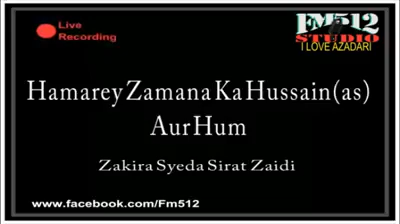 Live
Recording
FM512
STUDIO
I LOVE AZADARI
Hamarey Zamana Ka Hussain(as)
Aur Hum
Zakira Syeda Sirat Zaidi
www.facebook.com/Fm512